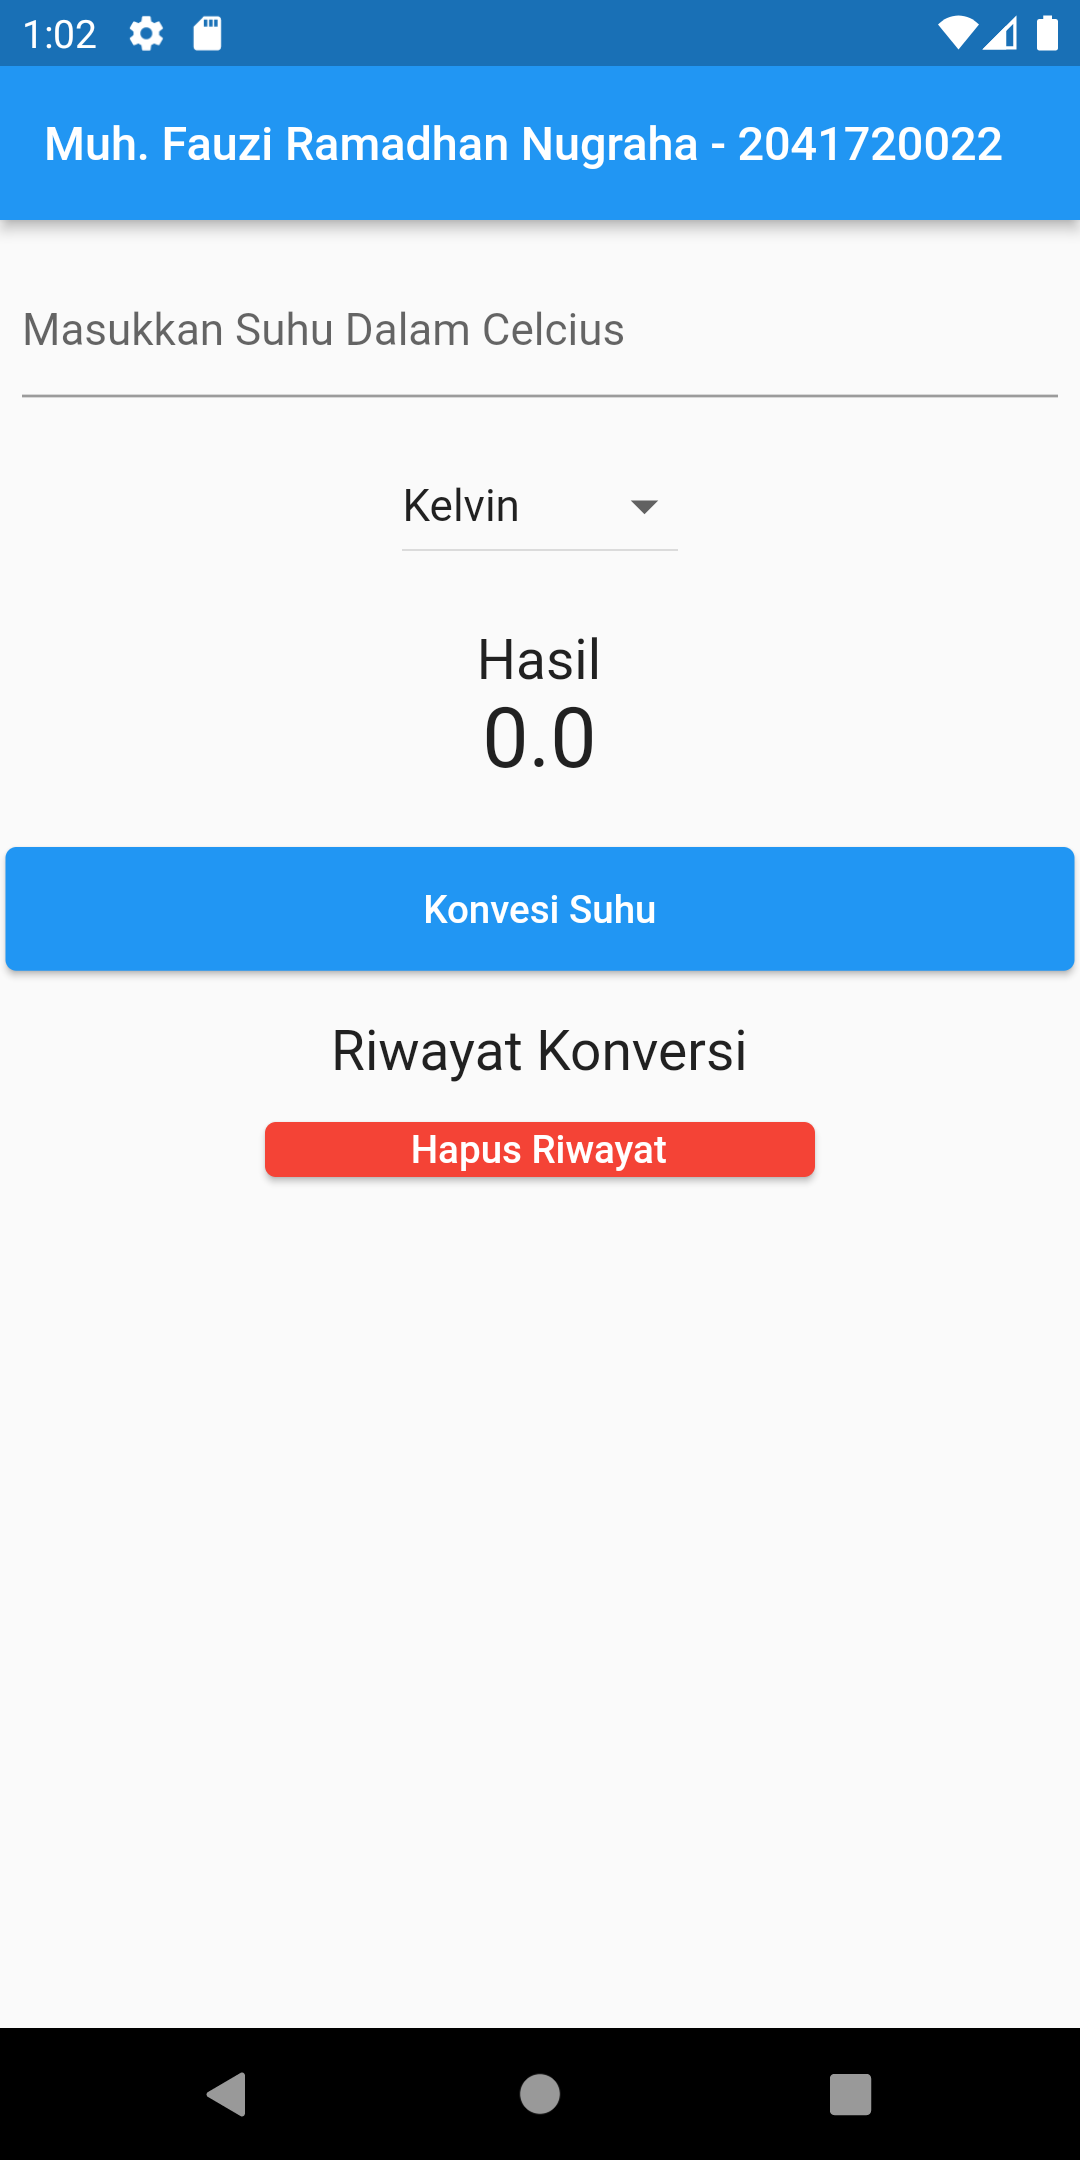 1:02
Muh. Fauzi Ramadhan Nugraha - 2041720022
Masukkan Suhu Dalam Celcius
Kelvin
Hasil
0.0
Konvesi Suhu
Riwayat Konversi
Hapus Riwayat